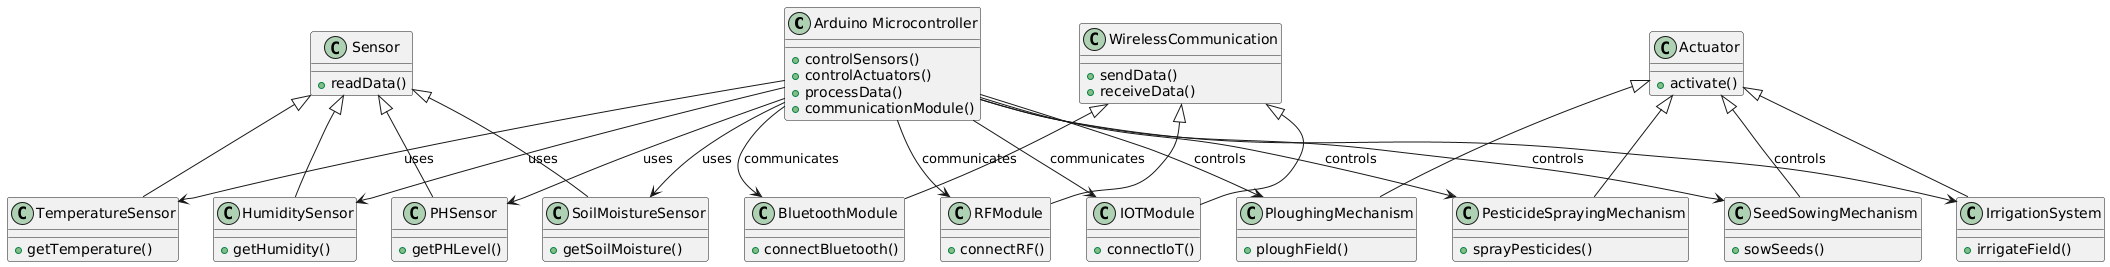 C Sensor
readData()
C Arduino Microcontroller
controlSensors()
controlActuators()
processData()
communicationModule()
C WirelessCommunication
sendData()
receiveData()
C Actuator
activate()
uses
uses
uses
uses
communicates
communicates
communicates
controls
controls
controls
controls
C TemperatureSensor
getTemperature()
C HumiditySensor
getHumidity()
C PHSensor
getPHLevel()
C SoilMoistureSensor
getSoilMoisture()
C BluetoothModule
connectBluetooth()
C RFModule
connectRF()
C IOTModule
connectIoT()
C PloughingMechanism
ploughField()
C PesticideSprayingMechanism
sprayPesticides()
C SeedSowingMechanism
sowSeeds()
C IrrigationSystem
irrigateField()